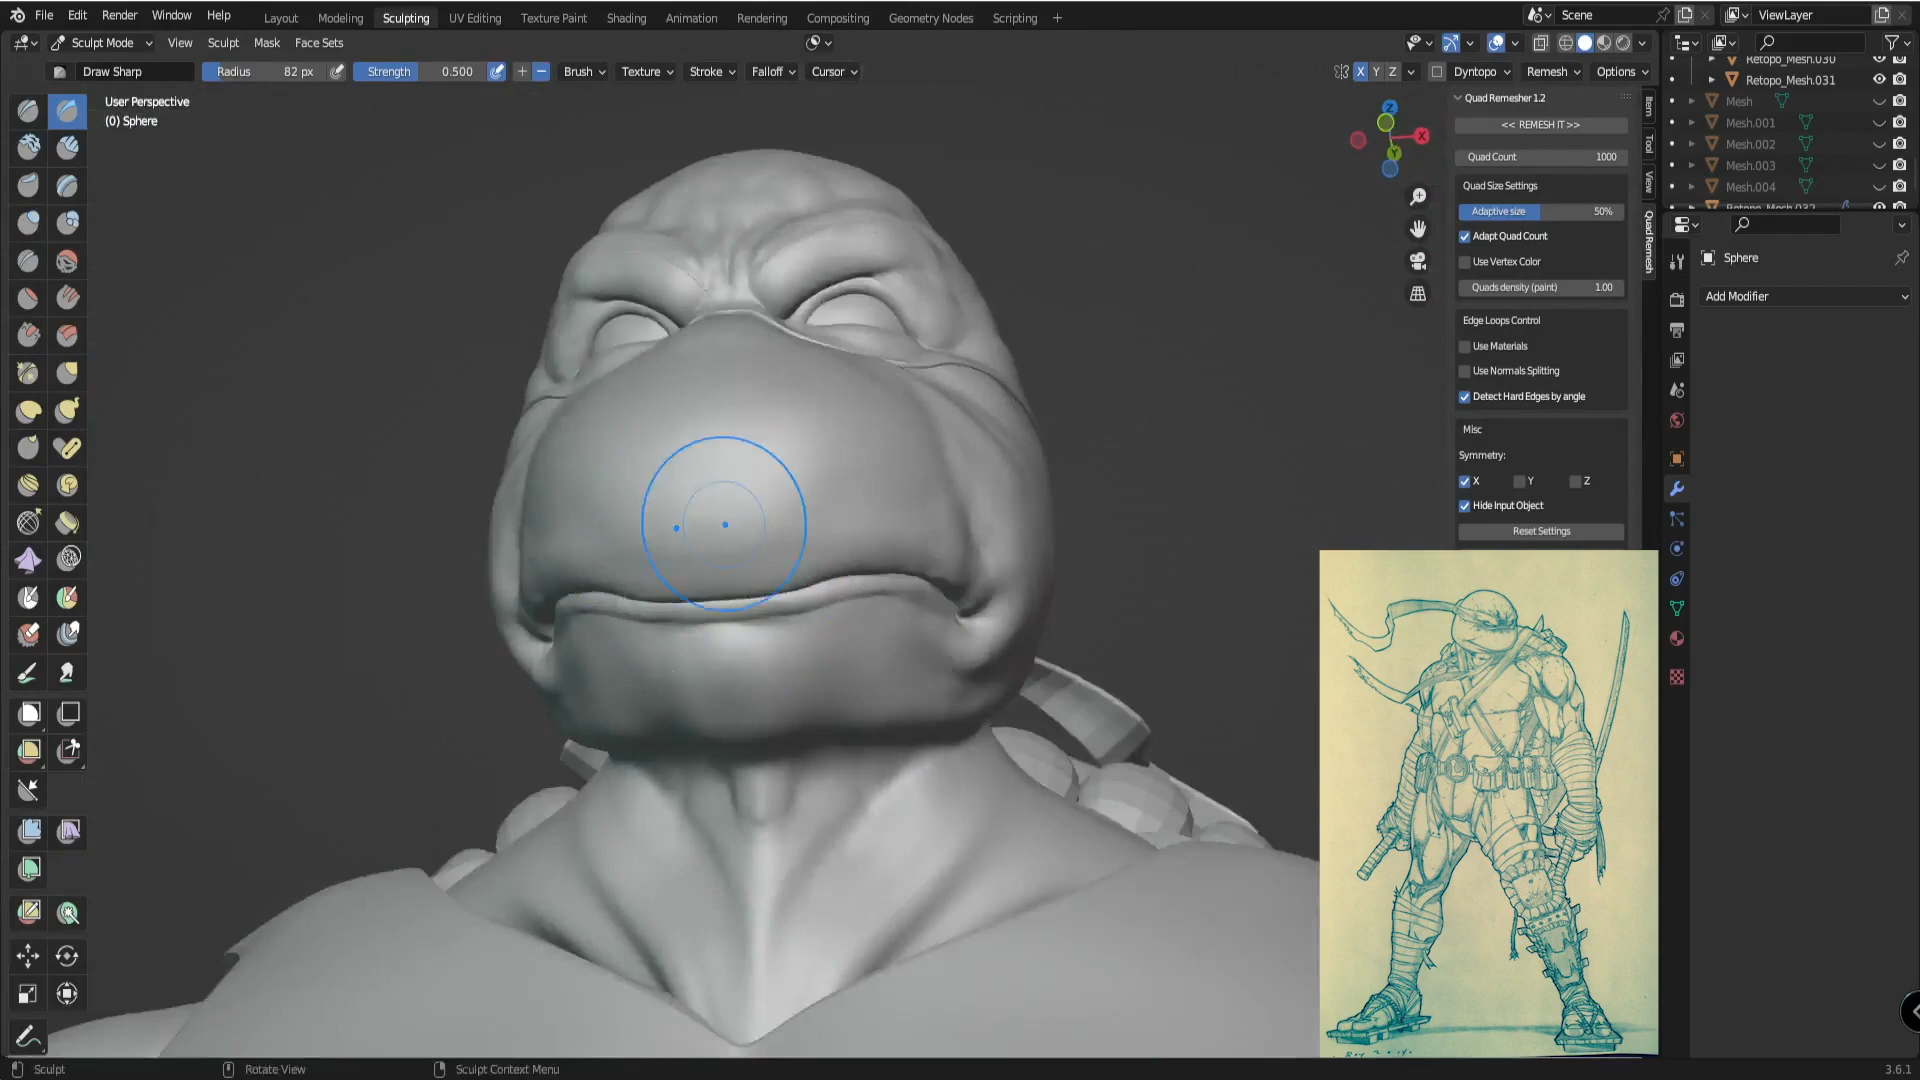 File Edit Render Window Help Layout Modeling Sculpting UV Editing Texture Paint Shading Animation Rendering Compositing Geometry Nodes Scripting + Scene ViewLayer
Sculpt Mode View Sculpt Mask Face Sets
Draw Sharp Radius 82 px Strength 0.500 Brush Texture Stroke Falloff Cursor X Y Z Dyntopo Remesh Options
User Perspective
(0) Sphere
Z
X
Y
Quad Remesher 1.2
<< REMESH IT >>
Quad Count 1000
Quad Size Settings
Adaptive size 50%
Adapt Quad Count
Use Vertex Color
Quads density (paint) 1.00
Edge Loops Control
Use Materials
Use Normals Splitting
Detect Hard Edges by angle
Misc
Symmetry:
X Y Z
Hide Input Object
Reset Settings
Item
Tool
View
Quad Remesh
Retopo_Mesh.030
Retopo_Mesh.031
Mesh
Mesh.001
Mesh.002
Mesh.003
Mesh.004
Retopo_Mesh.032
Sphere
Add Modifier
Sculpt Rotate View Sculpt Context Menu 3.6.1